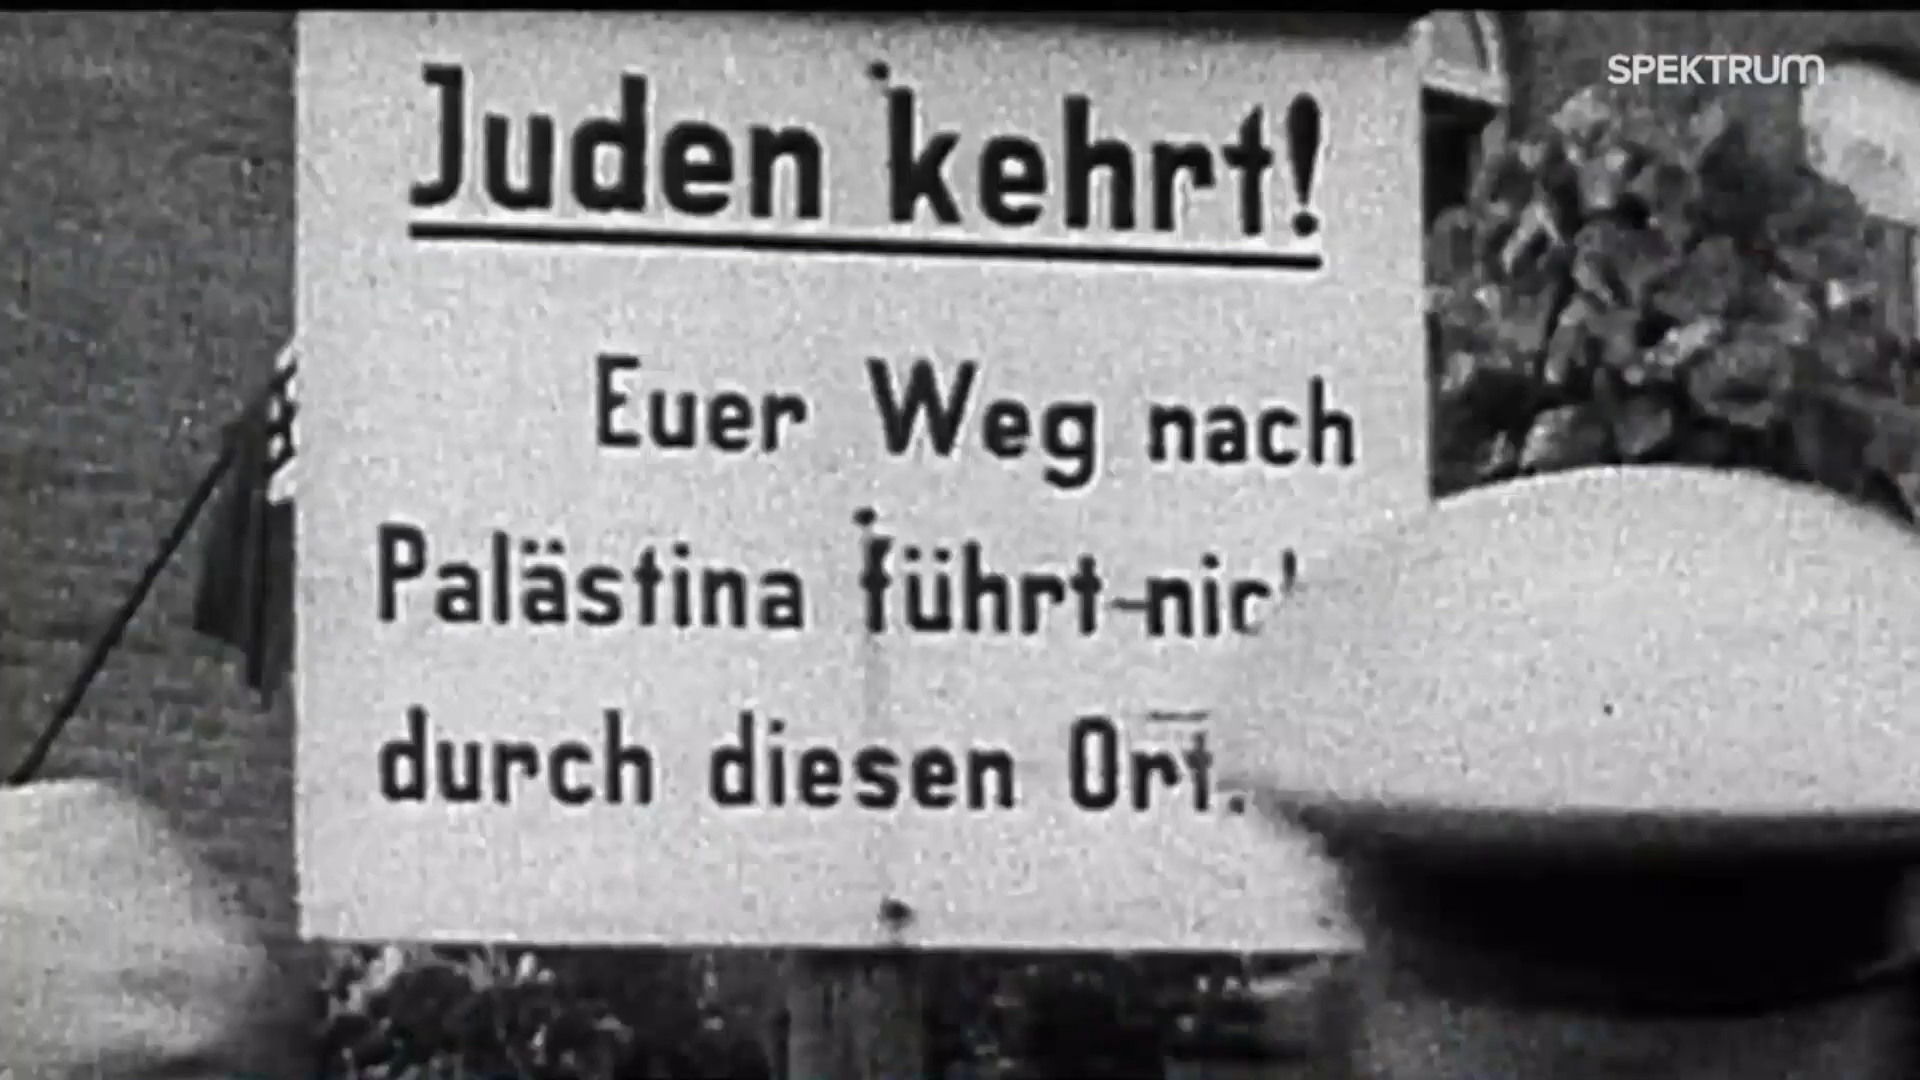 SPEKTRUM
Juden kehrt!
Euer Weg nach
Palästina führt
durch diesen Ort.